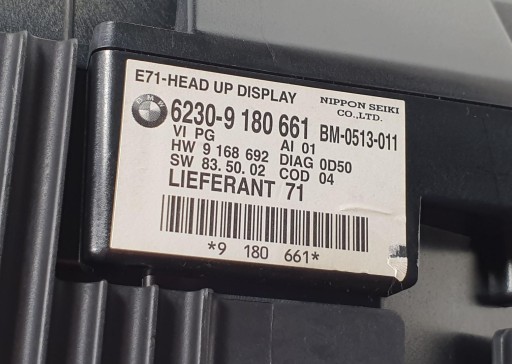 E71-HEAD UP DISPLAY
NIPPON SEIKI CO.,LTD.
BMW
6230-9 180 661 BM-0513-011
VI PG AI 01
HW 9 168 692 DIAG 0D50
SW 83.50.02 COD 04
LIEFERANT 71
*9 180 661*